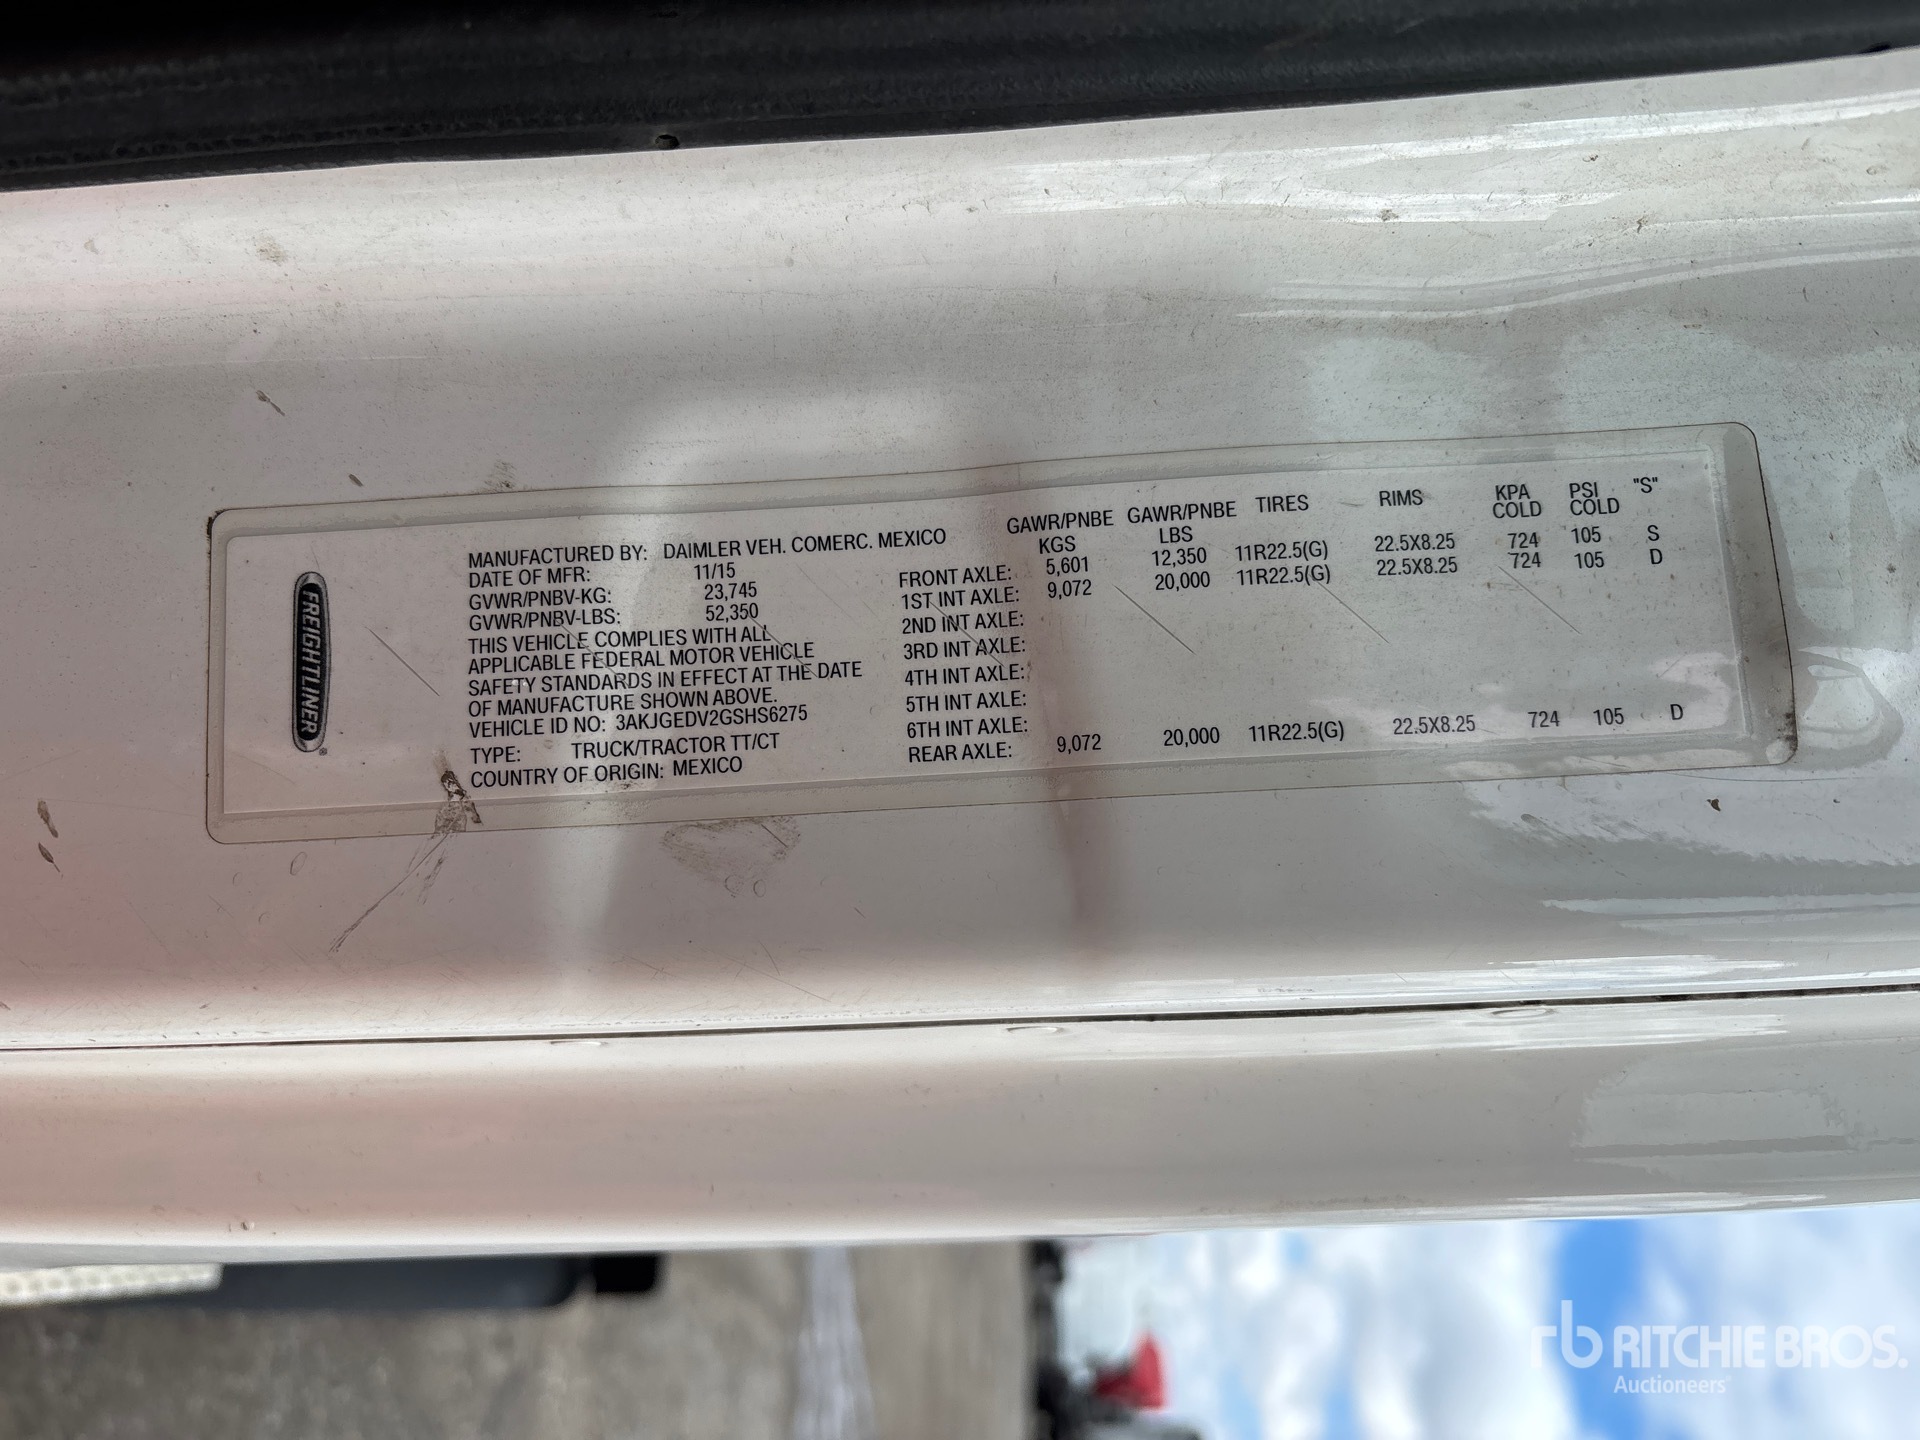 FREIGHTLINER®
MANUFACTURED BY: DAIMLER VEH. COMERC. MEXICO
DATE OF MFR: 11/15
GVWR/PNBV-KG: 23,745
GVWR/PNBV-LBS: 52,350
THIS VEHICLE COMPLIES WITH ALL
APPLICABLE FEDERAL MOTOR VEHICLE
SAFETY STANDARDS IN EFFECT AT THE DATE
OF MANUFACTURE SHOWN ABOVE.
VEHICLE ID NO: 3AKJGEDV2GSHS6275
TYPE: TRUCK/TRACTOR TT/CT
COUNTRY OF ORIGIN: MEXICO
GAWR/PNBE GAWR/PNBE TIRES RIMS KPA PSI "S"
KGS LBS COLD COLD
FRONT AXLE: 5,601 12,350 11R22.5(G) 22.5X8.25 724 105 S
1ST INT AXLE: 9,072 20,000 11R22.5(G) 22.5X8.25 724 105 D
2ND INT AXLE:
3RD INT AXLE:
4TH INT AXLE:
5TH INT AXLE:
6TH INT AXLE:
REAR AXLE: 9,072 20,000 11R22.5(G) 22.5X8.25 724 105 D
rb RITCHIE BROS.
Auctioneers